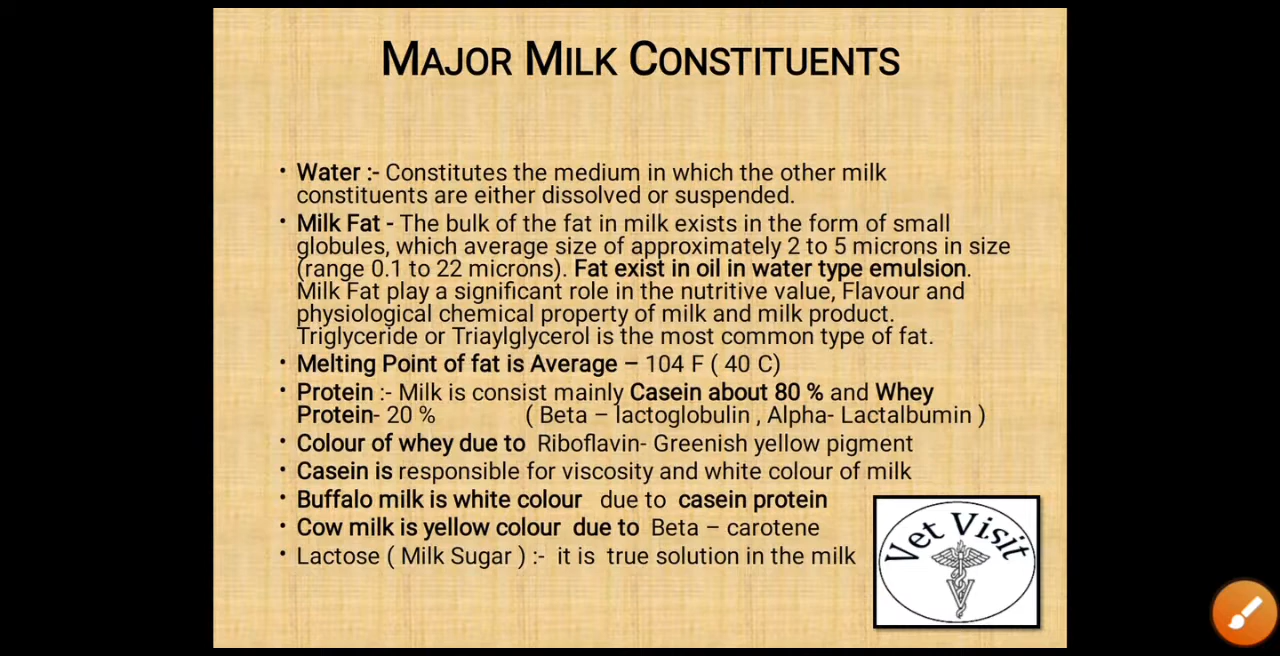 MAJOR MILK CONSTITUENTS
• Water :- Constitutes the medium in which the other milk
constituents are either dissolved or suspended.
• Milk Fat - The bulk of the fat in milk exists in the form of small
globules, which average size of approximately 2 to 5 microns in size
(range 0.1 to 22 microns). Fat exist in oil in water type emulsion.
Milk Fat play a significant role in the nutritive value, Flavour and
physiological chemical property of milk and milk product.
Triglyceride or Triaylglycerol is the most common type of fat.
• Melting Point of fat is Average – 104 F ( 40 C)
• Protein :- Milk is consist mainly Casein about 80 % and Whey
Protein- 20 % ( Beta – lactoglobulin , Alpha- Lactalbumin )
• Colour of whey due to Riboflavin- Greenish yellow pigment
• Casein is responsible for viscosity and white colour of milk
• Buffalo milk is white colour due to casein protein
• Cow milk is yellow colour due to Beta – carotene
• Lactose ( Milk Sugar ) :- it is true solution in the milk
Vet Visit